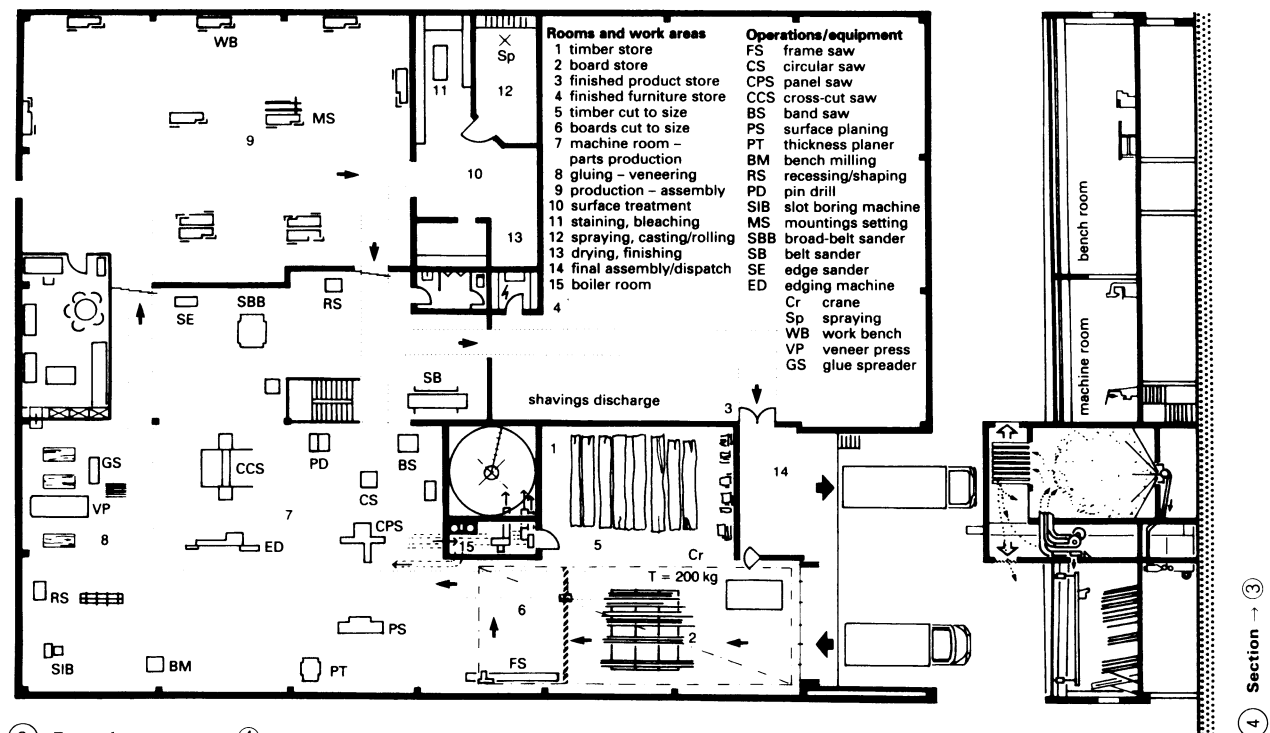 Rooms and work areas
1 timber store
2 board store
3 finished product store
4 finished furniture store
5 timber cut to size
6 boards cut to size
7 machine room –
parts production
8 gluing – veneering
9 production – assembly
10 surface treatment
11 staining, bleaching
12 spraying, casting/rolling
13 drying, finishing
14 final assembly/dispatch
15 boiler room
Operations/equipment
FS frame saw
CS circular saw
CPS panel saw
CCS cross-cut saw
BS band saw
PS surface planing
PT thickness planer
BM bench milling
RS recessing/shaping
PD pin drill
SIB slot boring machine
MS mountings setting
SBB broad-belt sander
SB belt sander
SE edge sander
ED edging machine
Cr crane
Sp spraying
WB work bench
VP veneer press
GS glue spreader
WB
Sp
11
12
MS
9
10
13
SE
SBB
RS
4
SB
shavings discharge
3
GS
CCS
PD
BS
1
14
VP
CS
7
CPS
8
ED
15
5
Cr
T = 200 kg
RS
6
PS
2
SIB
BM
PT
FS
bench room
machine room
4 Section → 3